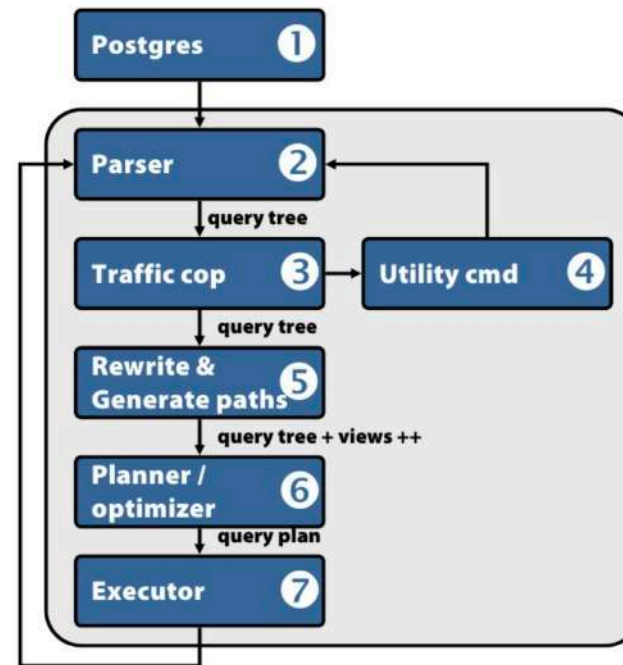 Postgres 1
Parser 2
query tree
Traffic cop 3
Utility cmd 4
query tree
Rewrite & 5
Generate paths
query tree + views ++
Planner / 6
optimizer
query plan
Executor 7